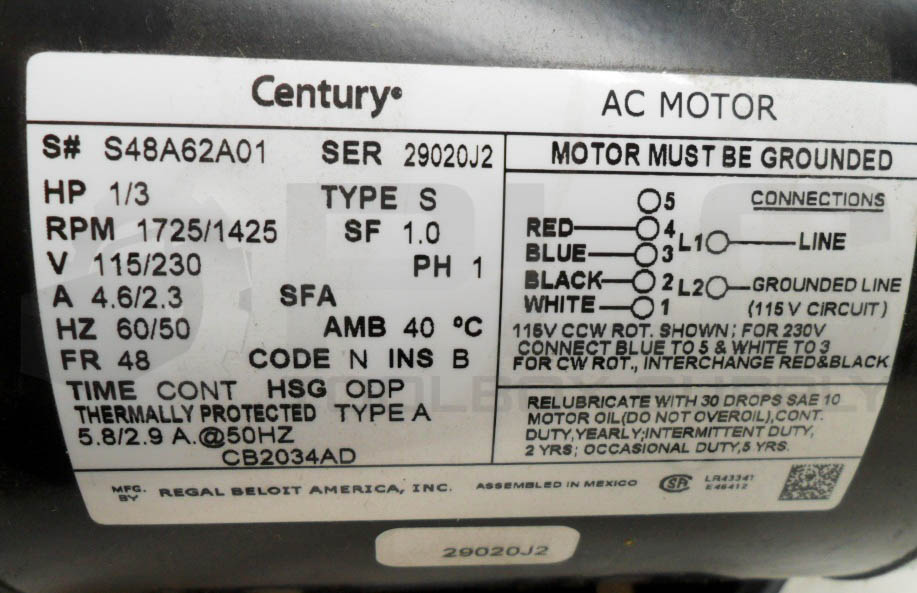 Century® AC MOTOR
S# S48A62A01 SER 29020J2
HP 1/3 TYPE S
RPM 1725/1425 SF 1.0
V 115/230 PH 1
A 4.6/2.3 SFA
HZ 60/50 AMB 40 ºC
FR 48 CODE N INS B
TIME CONT HSG ODP
THERMALLY PROTECTED TYPE A
5.8/2.9 A.@50HZ
CB2034AD
MOTOR MUST BE GROUNDED
CONNECTIONS
5
RED 4 L1 LINE
BLUE 3
BLACK 2 L2 GROUNDED LINE
WHITE 1 (115 V CIRCUIT)
115V CCW ROT. SHOWN; FOR 230V
CONNECT BLUE TO 5 & WHITE TO 3
FOR CW ROT., INTERCHANGE RED&BLACK
RELUBRICATE WITH 30 DROPS SAE 10
MOTOR OIL(DO NOT OVEROIL),CONT.
DUTY,YEARLY;INTERMITTENT DUTY,
2 YRS; OCCASIONAL DUTY,5 YRS.
MFG. BY REGAL BELOIT AMERICA, INC. ASSEMBLED IN MEXICO
29020J2